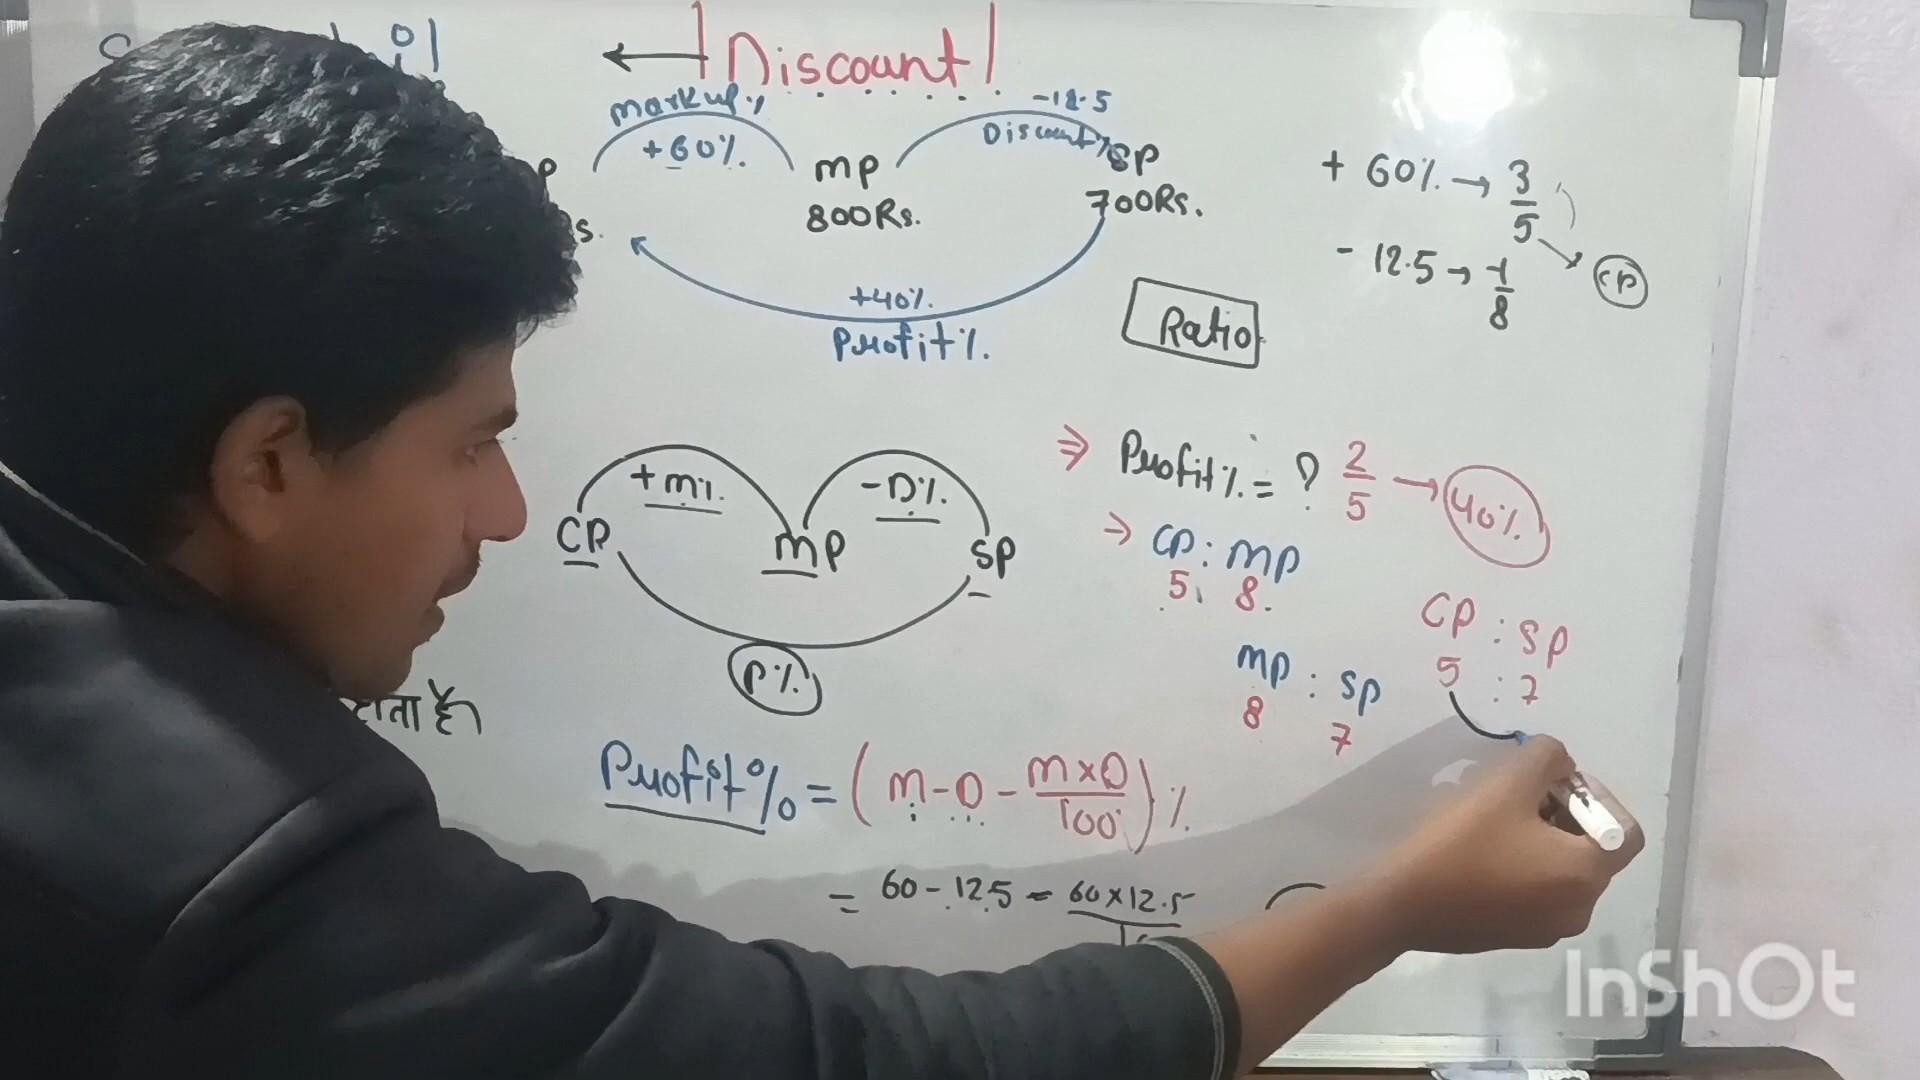 Discount
markup%
+60%
-12.5
Discount%
MP
800Rs.
SP
700Rs.
s.
+40%
Profit%.
Ratio
+ 60% → 3/5
CP
- 12.5 → 1/8
+M%.
-D%.
CP
MP
SP
P%
⇒ Profit% = ? 2/5 → 40%
→ CP : MP
5 8
MP : SP
8 7
CP : SP
5 : 7
Profit% = (M - D - M×D/100)%
= 60 - 12.5 - 60×12.5
InShOt